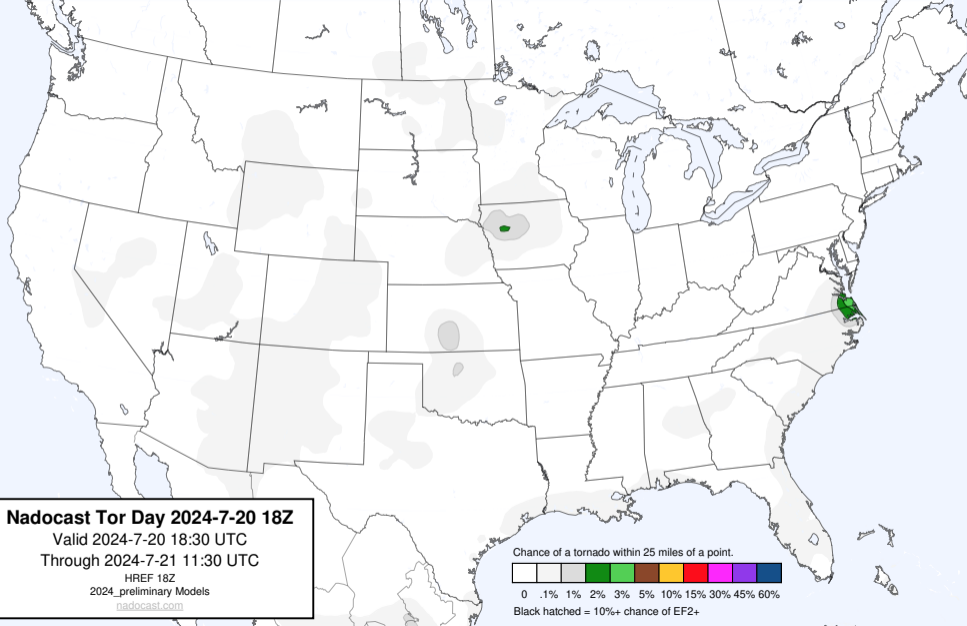 Nadocast Tor Day 2024-7-20 18Z
Valid 2024-7-20 18:30 UTC
Through 2024-7-21 11:30 UTC
HREF 18Z
2024_preliminary Models
nadocast.com
Chance of a tornado within 25 miles of a point.
0 .1% 1% 2% 3% 5% 10% 15% 30% 45% 60%
Black hatched = 10%+ chance of EF2+